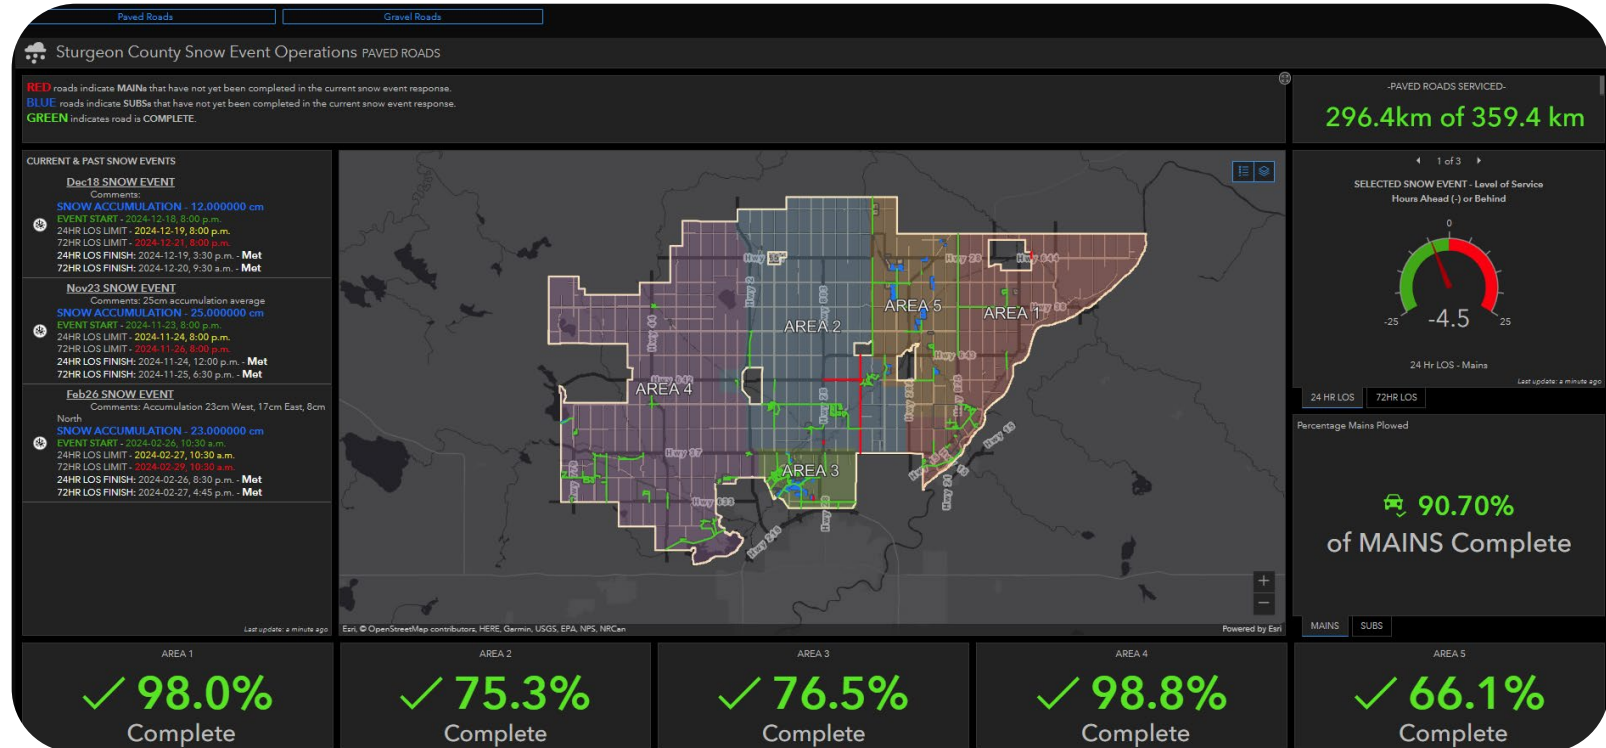 Paved Roads
Gravel Roads
Sturgeon County Snow Event Operations PAVED ROADS
RED roads indicate MAINs that have not yet been completed in the current snow event response.
BLUE roads indicate SUBSs that have not yet been completed in the current snow event response.
GREEN indicates road is COMPLETE.
-PAVED ROADS SERVICED-
296.4km of 359.4 km
CURRENT & PAST SNOW EVENTS
Dec18 SNOW EVENT
Comments:
SNOW ACCUMULATION - 12.000000 cm
EVENT START - 2024-12-18, 8:00 p.m.
24HR LOS LIMIT - 2024-12-19, 8:00 p.m.
72HR LOS LIMIT - 2024-12-21, 8:00 p.m.
24HR LOS FINISH: 2024-12-19, 3:30 p.m. - Met
72HR LOS FINISH: 2024-12-20, 9:30 a.m. - Met
Nov23 SNOW EVENT
Comments: 25cm accumulation average
SNOW ACCUMULATION - 25.000000 cm
EVENT START - 2024-11-23, 8:00 p.m.
24HR LOS LIMIT - 2024-11-24, 8:00 p.m.
72HR LOS LIMIT - 2024-11-26, 8:00 p.m.
24HR LOS FINISH: 2024-11-24, 12:00 p.m. - Met
72HR LOS FINISH: 2024-11-25, 6:30 p.m. - Met
Feb26 SNOW EVENT
Comments: Accumulation 23cm West, 17cm East, 8cm
North
SNOW ACCUMULATION - 23.000000 cm
EVENT START - 2024-02-26, 10:30 a.m.
24HR LOS LIMIT - 2024-02-27, 10:30 a.m.
72HR LOS LIMIT - 2024-02-29, 10:30 a.m.
24HR LOS FINISH: 2024-02-26, 8:30 p.m. - Met
72HR LOS FINISH: 2024-02-27, 4:45 p.m. - Met
Last update: a minute ago
Hwy 28
Hwy 2
Hwy 44
AREA 5
AREA 1
AREA 2
AREA 4
Hwy 37
AREA 3
Hwy 633
Hwy 216
Hwy 15
Esri, © OpenStreetMap contributors, HERE, Garmin, USGS, EPA, NPS, NRCan
Powered by Esri
+
−
1 of 3
SELECTED SNOW EVENT - Level of Service
Hours Ahead (-) or Behind
0
-25
-4.5
25
24 Hr LOS - Mains
Last update: a minute ago
24 HR LOS
72HR LOS
Percentage Mains Plowed
90.70%
of MAINS Complete
MAINS
SUBS
AREA 1
98.0%
Complete
AREA 2
75.3%
Complete
AREA 3
76.5%
Complete
AREA 4
98.8%
Complete
AREA 5
66.1%
Complete